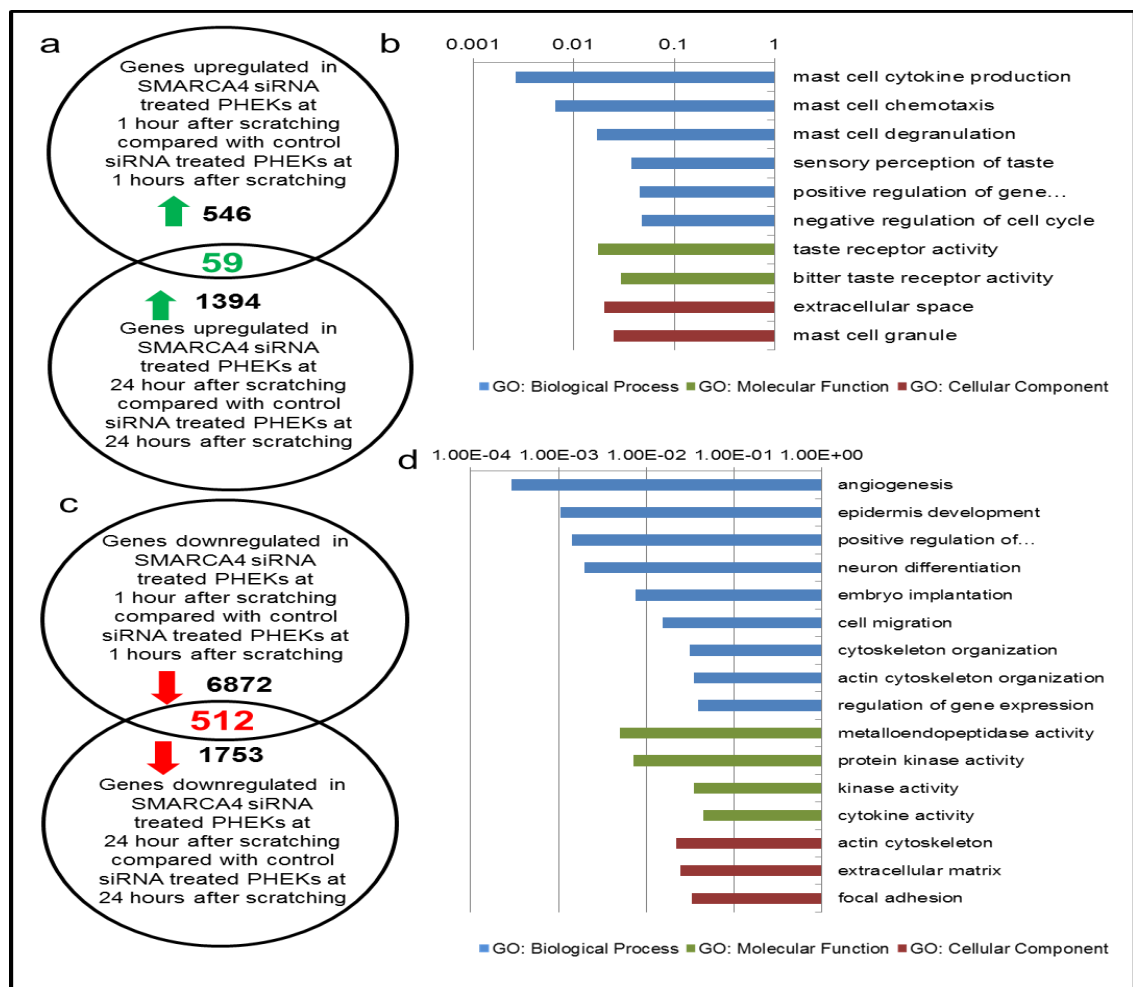 a
Genes upregulated in
SMARCA4 siRNA
treated PHEKs at
1 hour after scratching
compared with control
siRNA treated PHEKs at
1 hours after scratching
546
59
1394
Genes upregulated in
SMARCA4 siRNA
treated PHEKs at
24 hour after scratching
compared with control
siRNA treated PHEKs at
24 hours after scratching
b
0.001 0.01 0.1 1
mast cell cytokine production
mast cell chemotaxis
mast cell degranulation
sensory perception of taste
positive regulation of gene...
negative regulation of cell cycle
taste receptor activity
bitter taste receptor activity
extracellular space
mast cell granule
GO: Biological Process GO: Molecular Function GO: Cellular Component
c
Genes downregulated in
SMARCA4 siRNA
treated PHEKs at
1 hour after scratching
compared with control
siRNA treated PHEKs at
1 hours after scratching
6872
512
1753
Genes downregulated in
SMARCA4 siRNA
treated PHEKs at
24 hour after scratching
compared with control
siRNA treated PHEKs at
24 hours after scratching
d
1.00E-04 1.00E-03 1.00E-02 1.00E-01 1.00E+00
angiogenesis
epidermis development
positive regulation of...
neuron differentiation
embryo implantation
cell migration
cytoskeleton organization
actin cytoskeleton organization
regulation of gene expression
metalloendopeptidase activity
protein kinase activity
kinase activity
cytokine activity
actin cytoskeleton
extracellular matrix
focal adhesion
GO: Biological Process GO: Molecular Function GO: Cellular Component